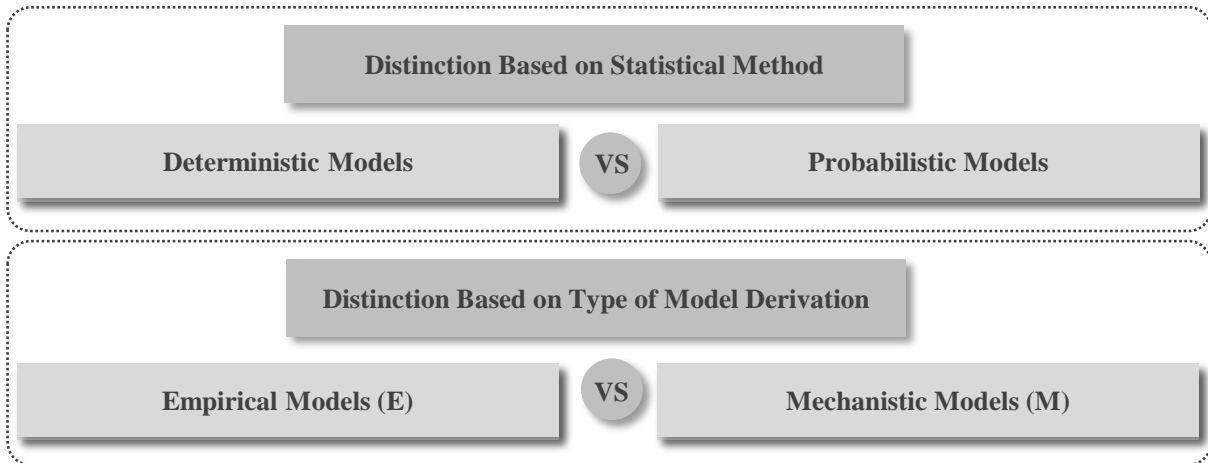 Distinction Based on Statistical Method
Deterministic Models
VS
Probabilistic Models
Distinction Based on Type of Model Derivation
Empirical Models (E)
VS
Mechanistic Models (M)